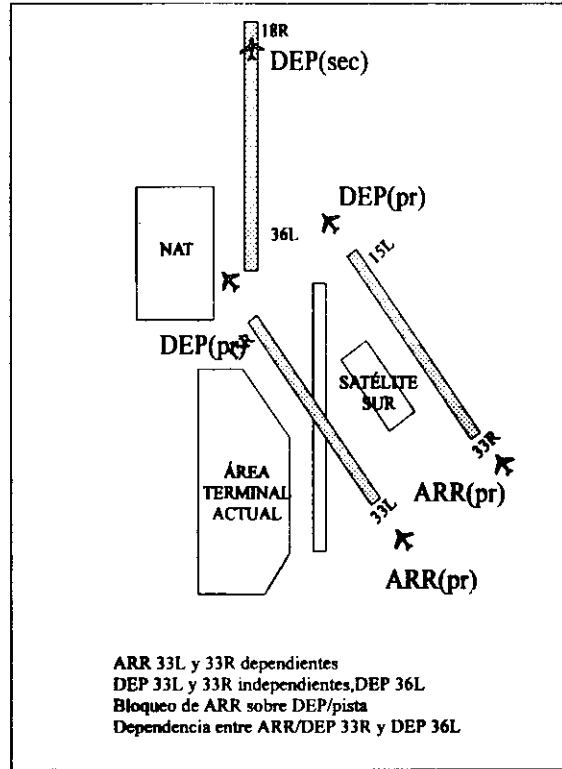 18R
DEP(sec)
DEP(pr)
36L
15L
NAT
DEP(pr)
SATÉLITE
SUR
ÁREA
TERMINAL
ACTUAL
33R
33L
ARR(pr)
ARR(pr)
ARR 33L y 33R dependientes
DEP 33L y 33R independientes,DEP 36L
Bloqueo de ARR sobre DEP/pista
Dependencia entre ARR/DEP 33R y DEP 36L